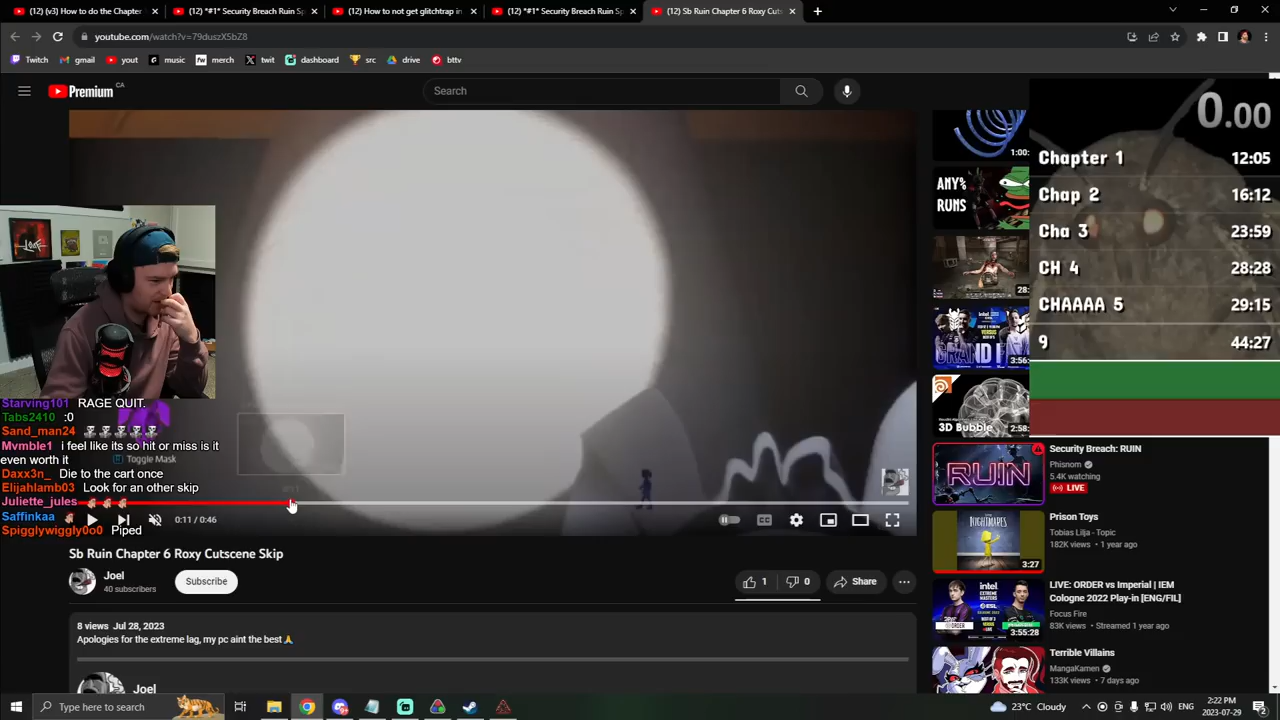 (12) (v3) How to do the Chapter
(12) *#1* Security Breach Ruin Sp
(12) How to not get glitchtrap in
(12) *#1* Security Breach Ruin Sp
(12) Sb Ruin Chapter 6 Roxy Cuts
youtube.com/watch?v=79duszX5bZ8
Twitch
gmail
yout
music
merch
twit
dashboard
src
drive
bttv
Premium CA
Search
0.00
Chapter 1 12:05
Chap 2 16:12
Cha 3 23:59
CH 4 28:28
CHAAAA 5 29:15
9 44:27
1:00:
ANY%
RUNS
28:
GRAND F
3:56:
3D Bubble
2:58:
Starving101 RAGE QUIT.
Tabs2410 :0
Sand_man24
Mvmble1 i feel like its so hit or miss is it
even worth it
Toggle Mask
Daxx3n_ Die to the cart once
Elijahlamb03 Look for an other skip
Juliette_jules
Saffinkaa
Spigglywiggly0o0 Piped
0:11
0:11 / 0:46
Sb Ruin Chapter 6 Roxy Cutscene Skip
Joel
40 subscribers
Subscribe
1
0
Share
8 views Jul 28, 2023
Apologies for the extreme lag, my pc aint the best 🙏
Joel
RUIN
Security Breach: RUIN
Phisnom
5.4K watching
LIVE
NIGHTMARES
3:27
Prison Toys
Tobias Lilja - Topic
182K views • 1 year ago
3:55:28
LIVE: ORDER vs Imperial | IEM
Cologne 2022 Play-in [ENG/FIL]
Focus Fire
83K views • Streamed 1 year ago
Terrible Villains
MangaKamen
133K views • 7 days ago
Type here to search
23°C Cloudy
ENG
2:22 PM
2023-07-29
2